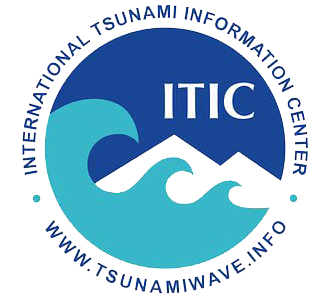 INTERNATIONAL TSUNAMI INFORMATION CENTER
ITIC
WWW.TSUNAMIWAVE.INFO